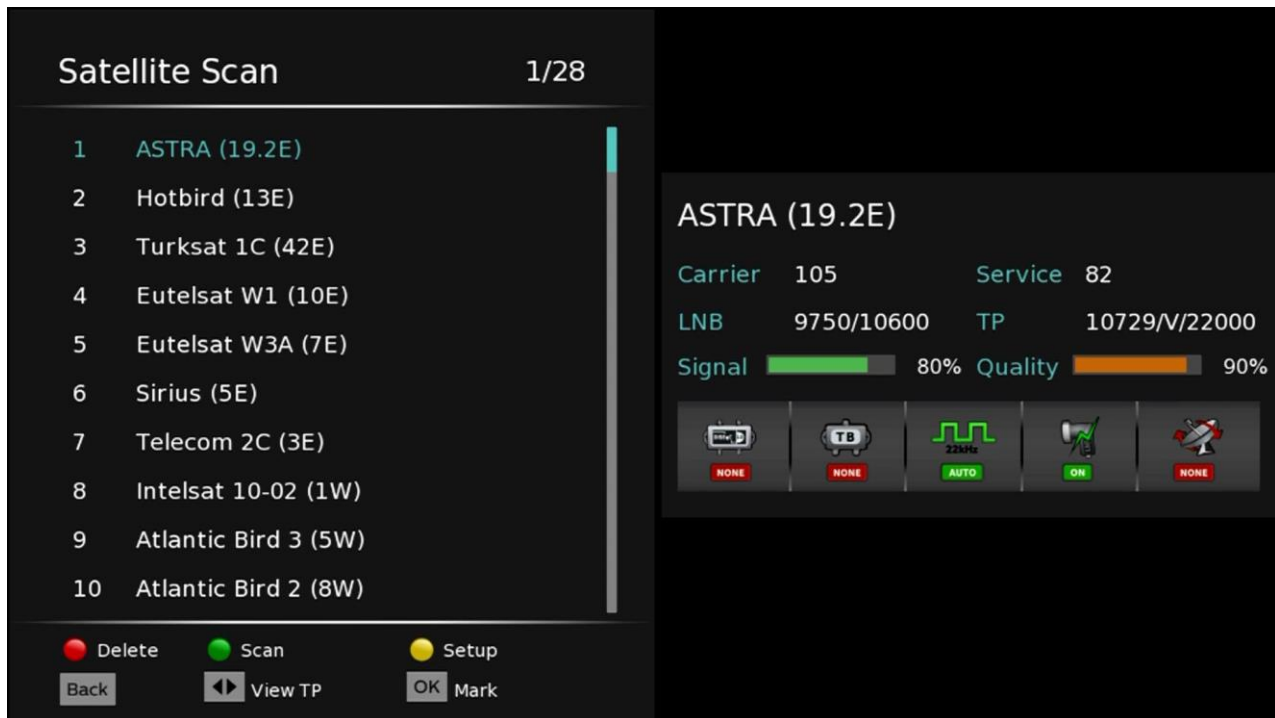 Satellite Scan 1/28
1 ASTRA (19.2E)
2 Hotbird (13E)
3 Turksat 1C (42E)
4 Eutelsat W1 (10E)
5 Eutelsat W3A (7E)
6 Sirius (5E)
7 Telecom 2C (3E)
8 Intelsat 10-02 (1W)
9 Atlantic Bird 3 (5W)
10 Atlantic Bird 2 (8W)
Delete Scan Setup
Back View TP OK Mark
ASTRA (19.2E)
Carrier 105 Service 82
LNB 9750/10600 TP 10729/V/22000
Signal 80% Quality 90%
TB 22kHz
NONE NONE AUTO ON NONE